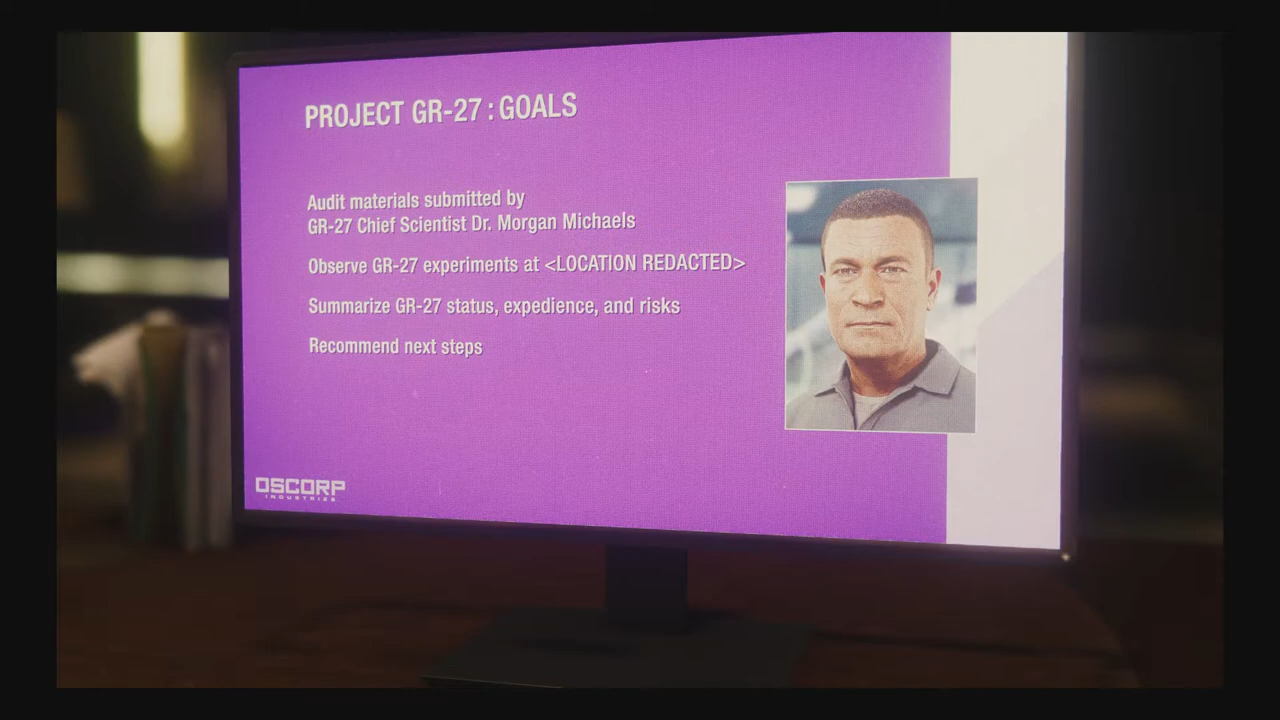 PROJECT GR-27 : GOALS
Audit materials submitted by
GR-27 Chief Scientist Dr. Morgan Michaels
Observe GR-27 experiments at <LOCATION REDACTED>
Summarize GR-27 status, expedience, and risks
Recommend next steps
OSCORP
INDUSTRIES